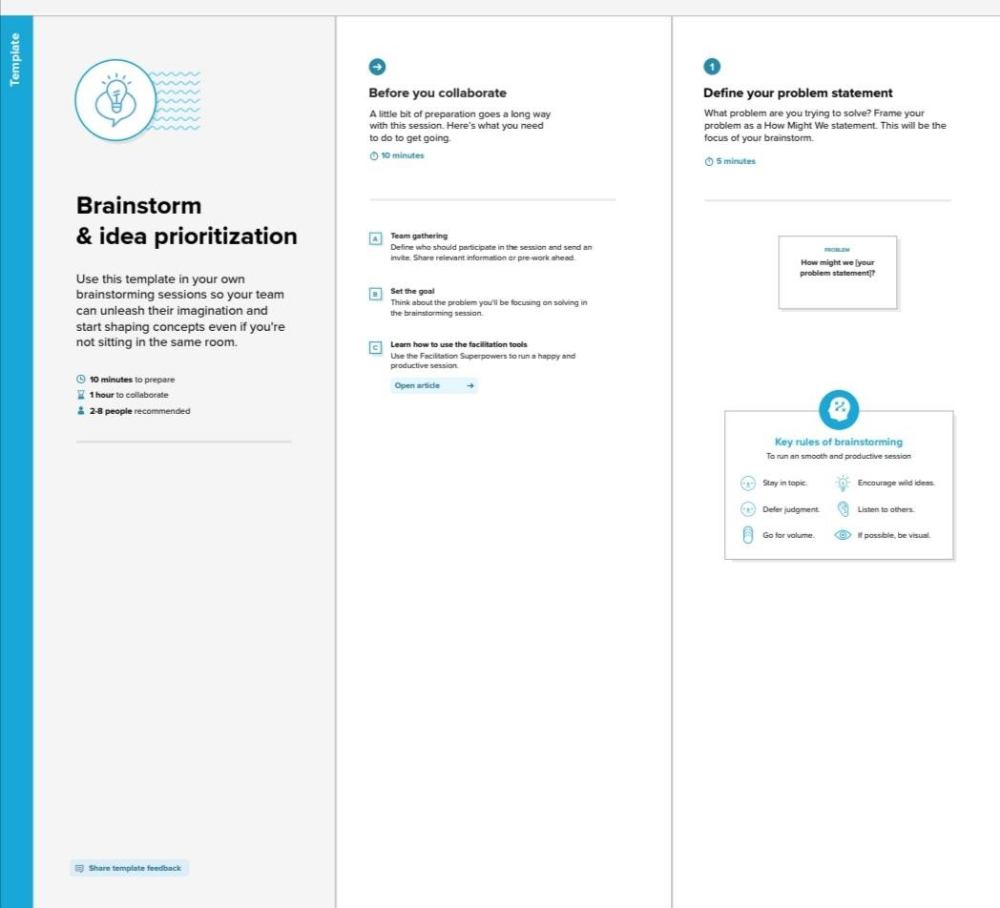 Template
Brainstorm
& idea prioritization
Use this template in your own
brainstorming sessions so your team
can unleash their imagination and
start shaping concepts even if you're
not sitting in the same room.
10 minutes to prepare
1 hour to collaborate
2-8 people recommended
Share template feedback
Before you collaborate
A little bit of preparation goes a long way
with this session. Here's what you need
to do to get going.
10 minutes
A
Team gathering
Define who should participate in the session and send an
invite. Share relevant information or pre-work ahead.
B
Set the goal
Think about the problem you'll be focusing on solving in
the brainstorming session.
C
Learn how to use the facilitation tools
Use the Facilitation Superpowers to run a happy and
productive session.
Open article
1
Define your problem statement
What problem are you trying to solve? Frame your
problem as a How Might We statement. This will be the
focus of your brainstorm.
5 minutes
PROBLEM
How might we [your
problem statement]?
Key rules of brainstorming
To run an smooth and productive session
Stay in topic.
Encourage wild ideas.
Defer judgment.
Listen to others.
Go for volume.
If possible, be visual.